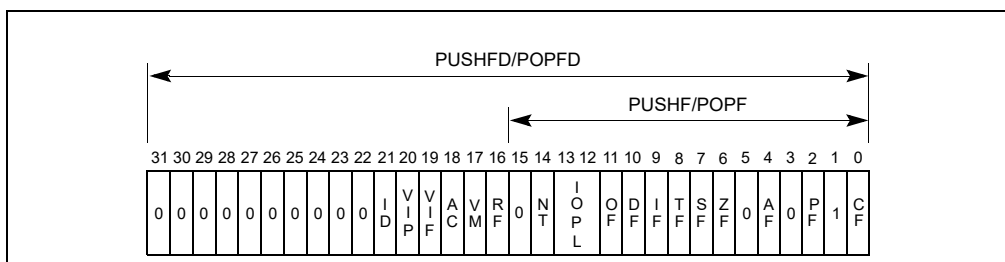 PUSHFD/POPFD
PUSHF/POPF
31 30 29 28 27 26 25 24 23 22 21 20 19 18 17 16 15 14 13 12 11 10 9 8 7 6 5 4 3 2 1 0
0 0 0 0 0 0 0 0 0 0 ID VIP VIF AC VM RF 0 NT IOPL OF DF IF TF SF ZF 0 AF 0 PF 1 CF